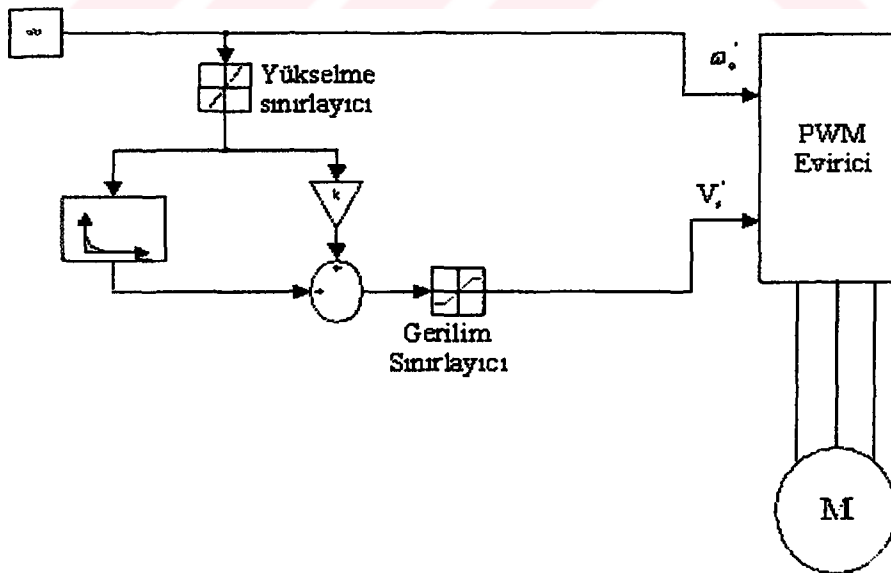 Yükselme
sınırlayıcı
PWM
Evirici
k
Gerilim
Sınırlayıcı
M